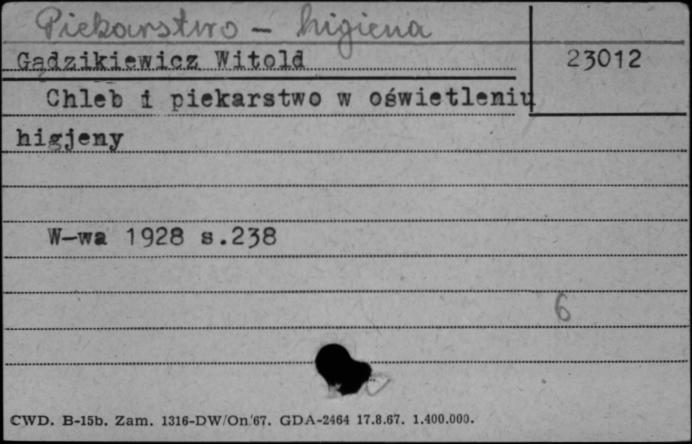 Piekarstwo - higiena
Gądzikiewicz Witold
23012
Chleb i piekarstwo w oświetleniu
higjeny
W-wa 1928 s.238
6
CWD. B-15b. Zam. 1316-DW/On/67. GDA-2464 17.8.67. 1.400.000.